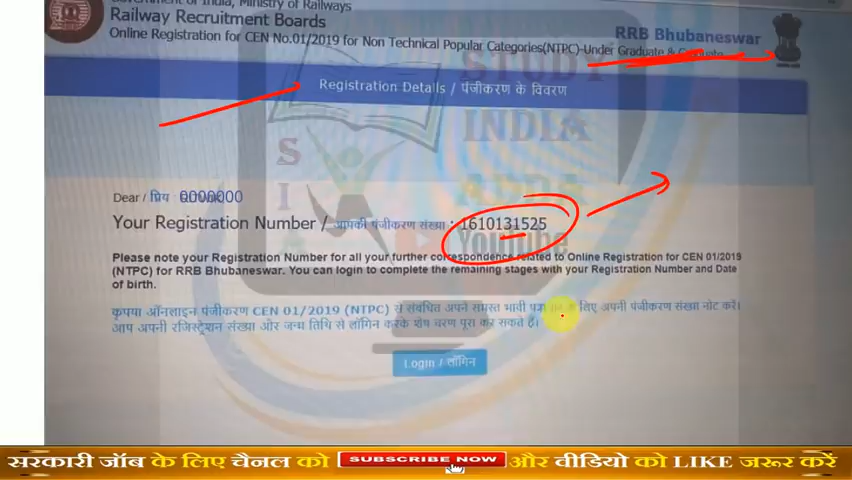 Government of India, Ministry of Railways
Railway Recruitment Boards
Online Registration for CEN No.01/2019 for Non Technical Popular Categories(NTPC)-Under Graduate & Graduate
RRB Bhubaneswar
Registration Details / पंजीकरण के विवरण
STUDY
INDIA
ADDA
S
I
YouTube
Dear / प्रिय
Your Registration Number / आपकी पंजीकरण संख्या : 1610131525
Please note your Registration Number for all your further correspondence related to Online Registration for CEN 01/2019
(NTPC) for RRB Bhubaneswar. You can login to complete the remaining stages with your Registration Number and Date
of birth.
कृपया ऑनलाइन पंजीकरण CEN 01/2019 (NTPC) से संबंधित अपने समस्त भावी के लिए अपनी पंजीकरण संख्या नोट करें।
आप अपनी रजिस्ट्रेशन संख्या और जन्म तिथि से लॉगिन करके शेष चरण पूरा कर सकते हैं।
Login / लॉगिन
सरकारी जॉब के लिए चैनल को SUBSCRIBE NOW और वीडियो को LIKE जरूर करें